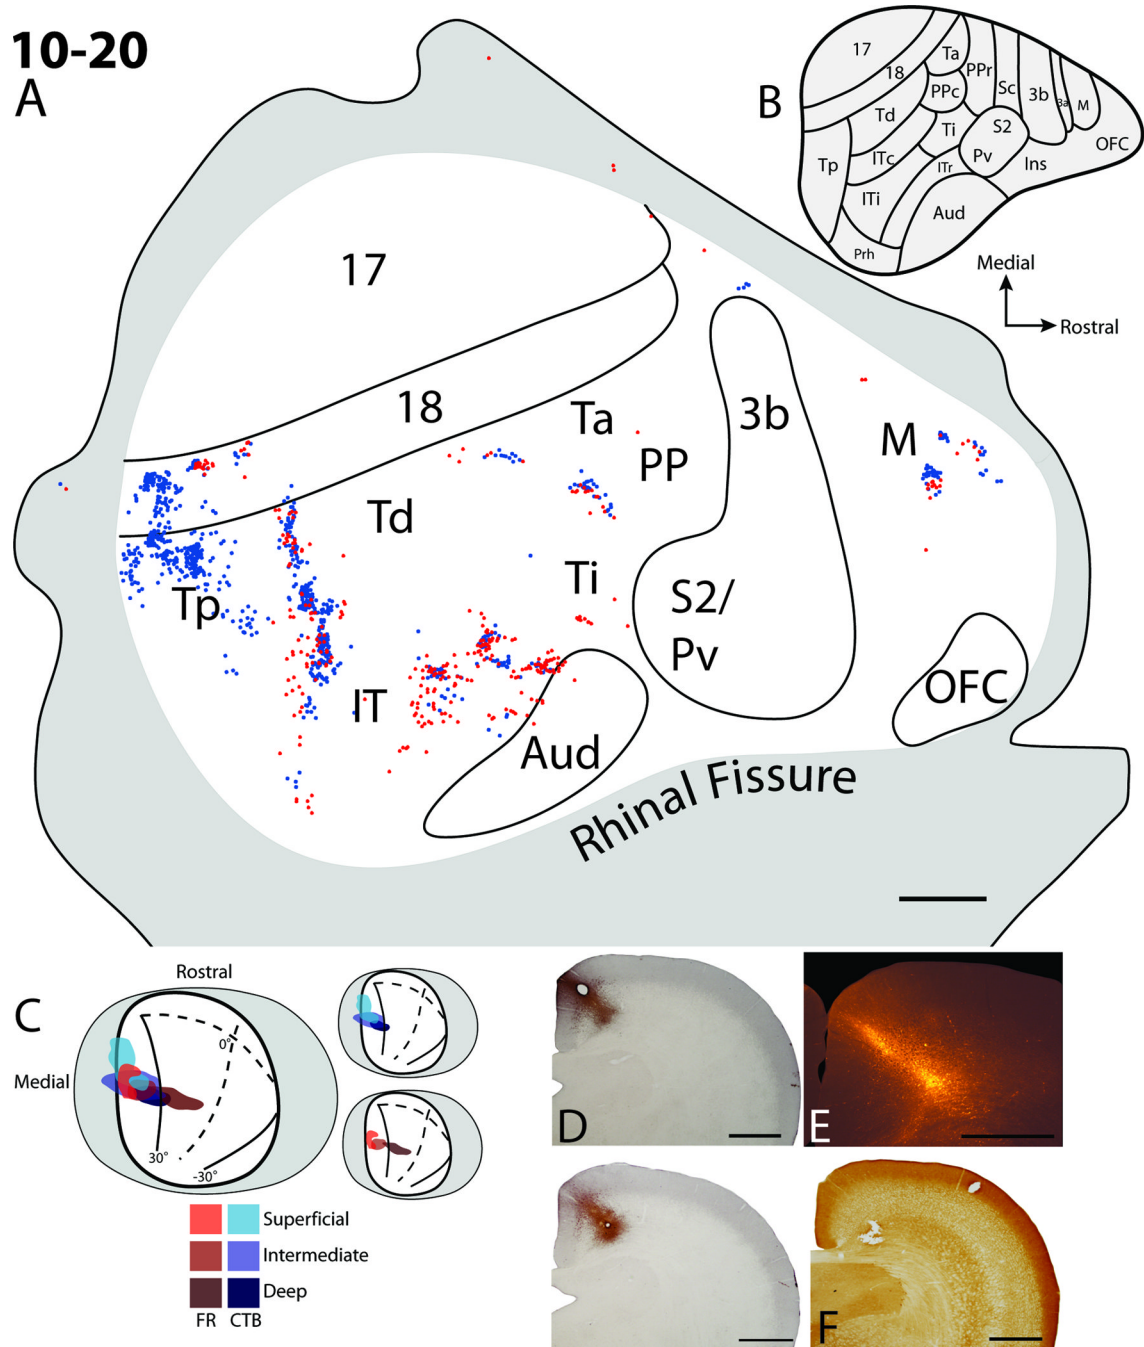 10-20
A
17
18
Ta
3b
M
PP
Td
Ti
Tp
S2/
Pv
IT
OFC
Aud
Rhinal Fissure
B
17
18
Ta
PPr
Sc
3b
3a
M
PPc
Td
Ti
S2
OFC
Tp
ITc
Pv
Ins
ITr
ITi
Aud
Prh
Medial
Rostral
C
Rostral
Medial
0°
30°
-30°
Superficial
Intermediate
Deep
FR CTB
D
E
F